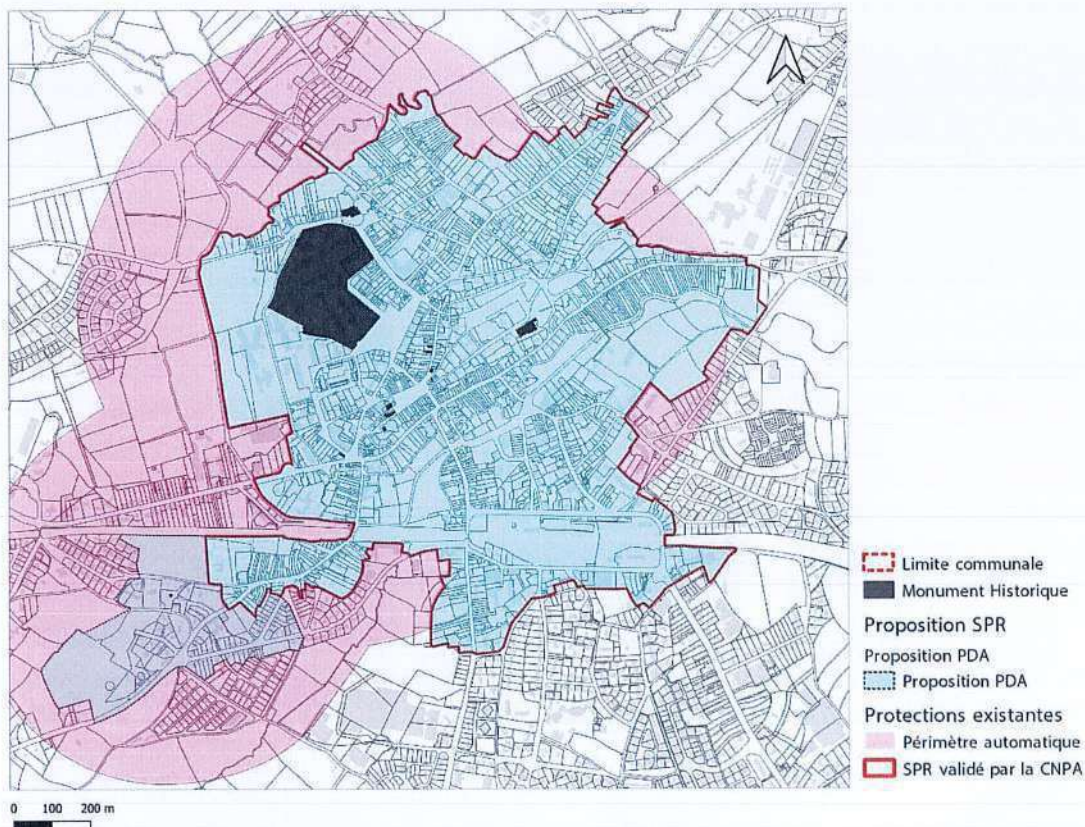 Limite communale
Monument Historique
Proposition SPR
Proposition PDA
Proposition PDA
Protections existantes
Périmètre automatique
SPR validé par la CNPA
0 100 200 m